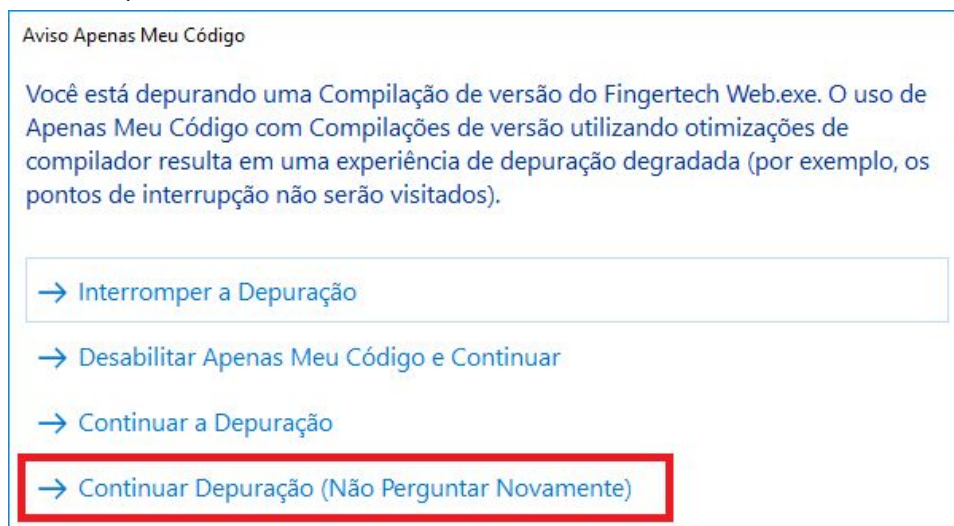 Aviso Apenas Meu Código
Você está depurando uma Compilação de versão do Fingertech Web.exe. O uso de
Apenas Meu Código com Compilações de versão utilizando otimizações de
compilador resulta em uma experiência de depuração degradada (por exemplo, os
pontos de interrupção não serão visitados).
→ Interromper a Depuração
→ Desabilitar Apenas Meu Código e Continuar
→ Continuar a Depuração
→ Continuar Depuração (Não Perguntar Novamente)